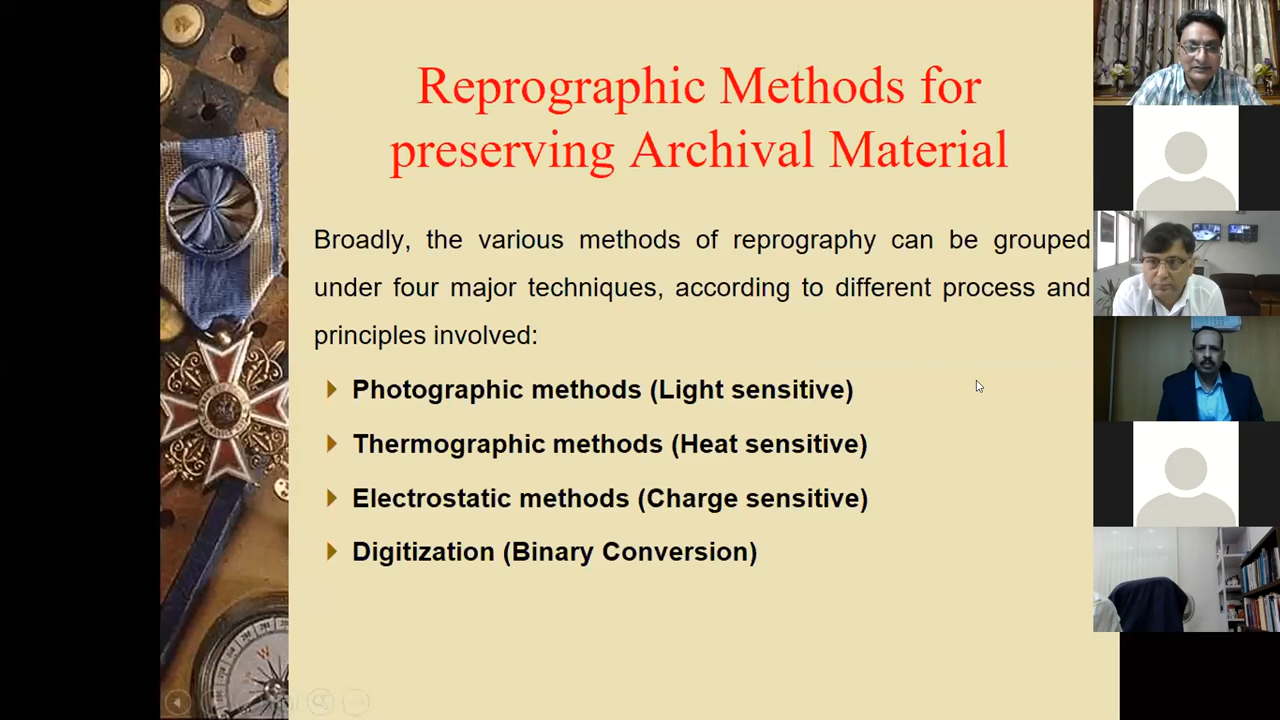 Reprographic Methods for
preserving Archival Material
Broadly, the various methods of reprography can be grouped
under four major techniques, according to different process and
principles involved:
Photographic methods (Light sensitive)
Thermographic methods (Heat sensitive)
Electrostatic methods (Charge sensitive)
Digitization (Binary Conversion)